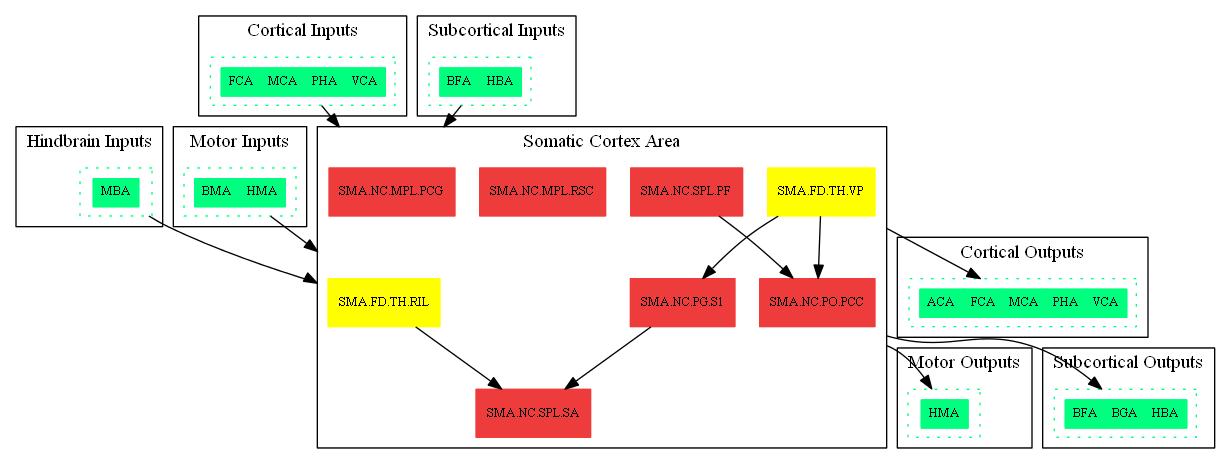 Cortical Inputs
FCA MCA PHA VCA
Subcortical Inputs
BFA HBA
Hindbrain Inputs
MBA
Motor Inputs
BMA HMA
Somatic Cortex Area
SMA.NC.MPL.PCG
SMA.NC.MPL.RSC
SMA.NC.SPL.PF
SMA.FD.TH.VP
SMA.FD.TH.RIL
SMA.NC.PG.S1
SMA.NC.PO.PCC
SMA.NC.SPL.SA
Cortical Outputs
ACA FCA MCA PHA VCA
Motor Outputs
HMA
Subcortical Outputs
BFA BGA HBA